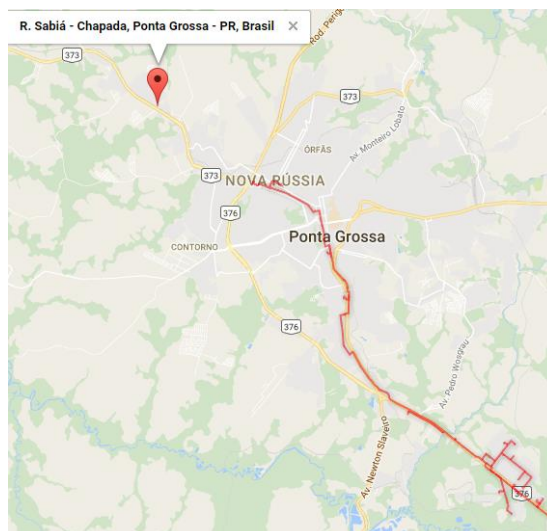 R. Sabiá - Chapada, Ponta Grossa - PR, Brasil ×
373
Rod. Perig
373
ÓRFÃS
Av. Monteiro Lobato
373
NOVA RÚSSIA
376
CONTORNO
Ponta Grossa
376
Av. Pedro Wosgrau
Av. Newton Slaviero
376